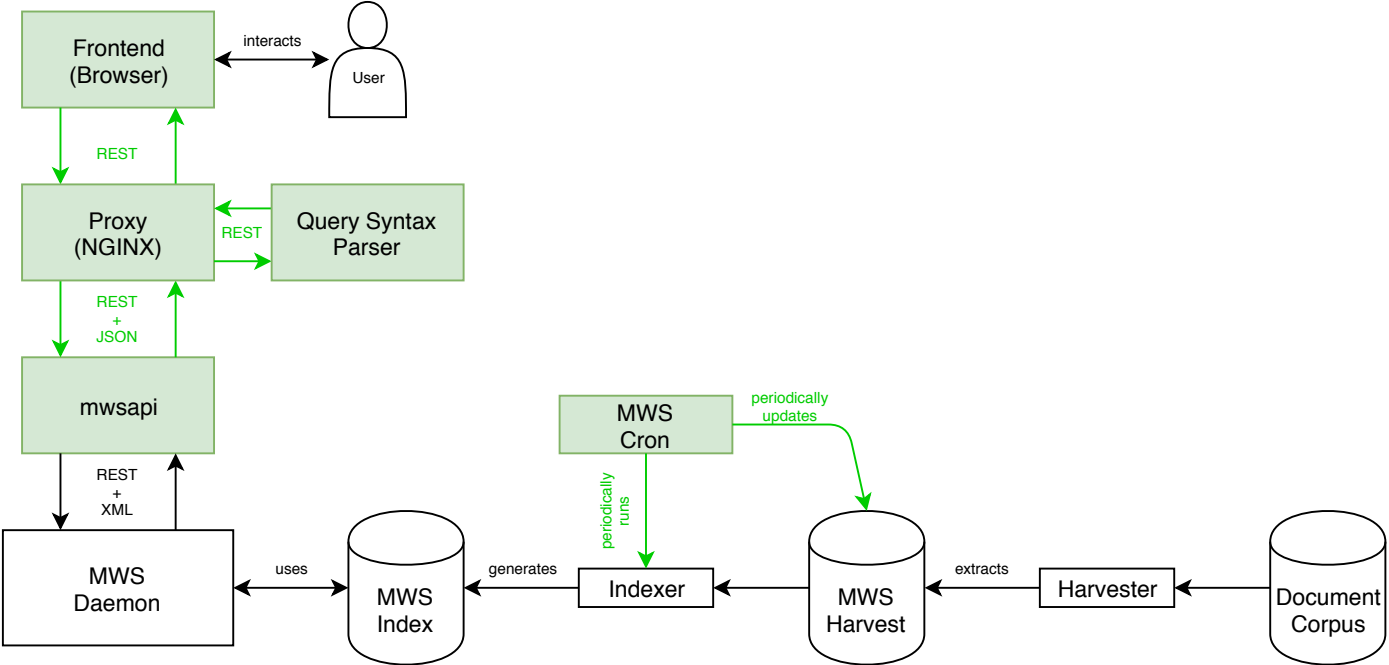 Frontend
(Browser)
interacts
User
REST
Proxy
(NGINX)
REST
Query Syntax
Parser
REST
+
JSON
mwsapi
MWS
Cron
periodically
updates
periodically
runs
REST
+
XML
MWS
Daemon
uses
MWS
Index
generates
Indexer
MWS
Harvest
extracts
Harvester
Document
Corpus